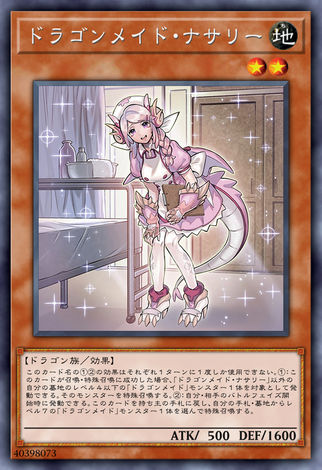 ドラゴンメイド・ナサリー
地
【ドラゴン族／効果】
このカード名の①②の効果はそれぞれ１ターンに１度しか使用できない。①：こ
のカードが召喚・特殊召喚に成功した場合、「ドラゴンメイド・ナサリー」以外の
自分の墓地のレベル４以下の「ドラゴンメイド」モンスター１体を対象として発
動できる。そのモンスターを特殊召喚する。②：自分・相手のバトルフェイズ開
始時に発動できる。このカードを持ち主の手札に戻し、自分の手札・墓地からレ
ベル７の「ドラゴンメイド」モンスター１体を選んで特殊召喚する。
ATK/ 500 DEF/1600
40398073